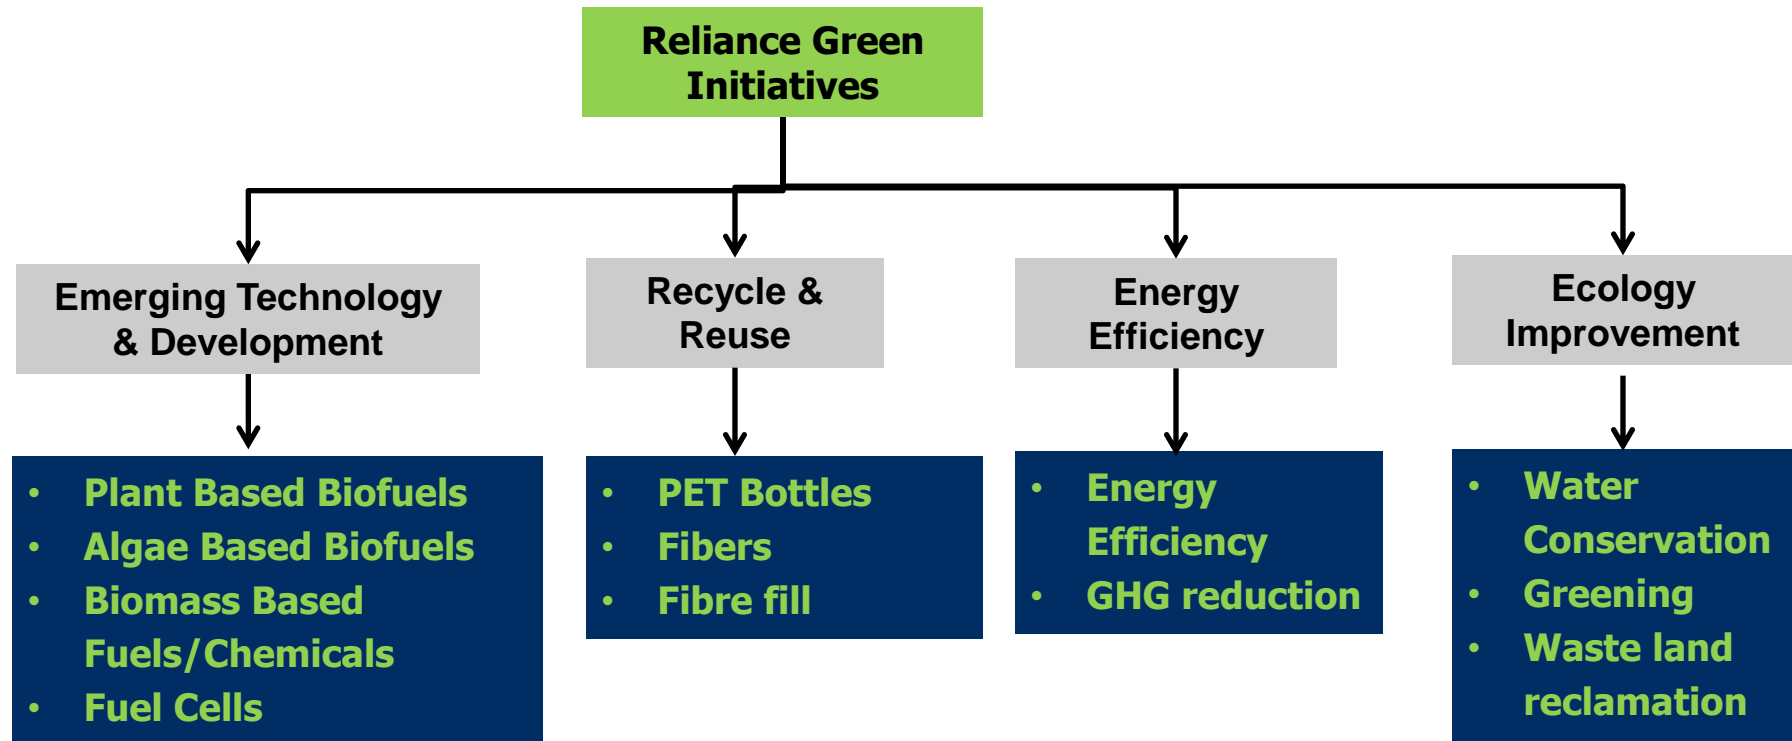 Reliance Green
Initiatives
Emerging Technology
& Development
Recycle &
Reuse
Energy
Efficiency
Ecology
Improvement
• Plant Based Biofuels
• Algae Based Biofuels
• Biomass Based
Fuels/Chemicals
• Fuel Cells
• PET Bottles
• Fibers
• Fibre fill
• Energy
Efficiency
• GHG reduction
• Water
Conservation
• Greening
• Waste land
reclamation